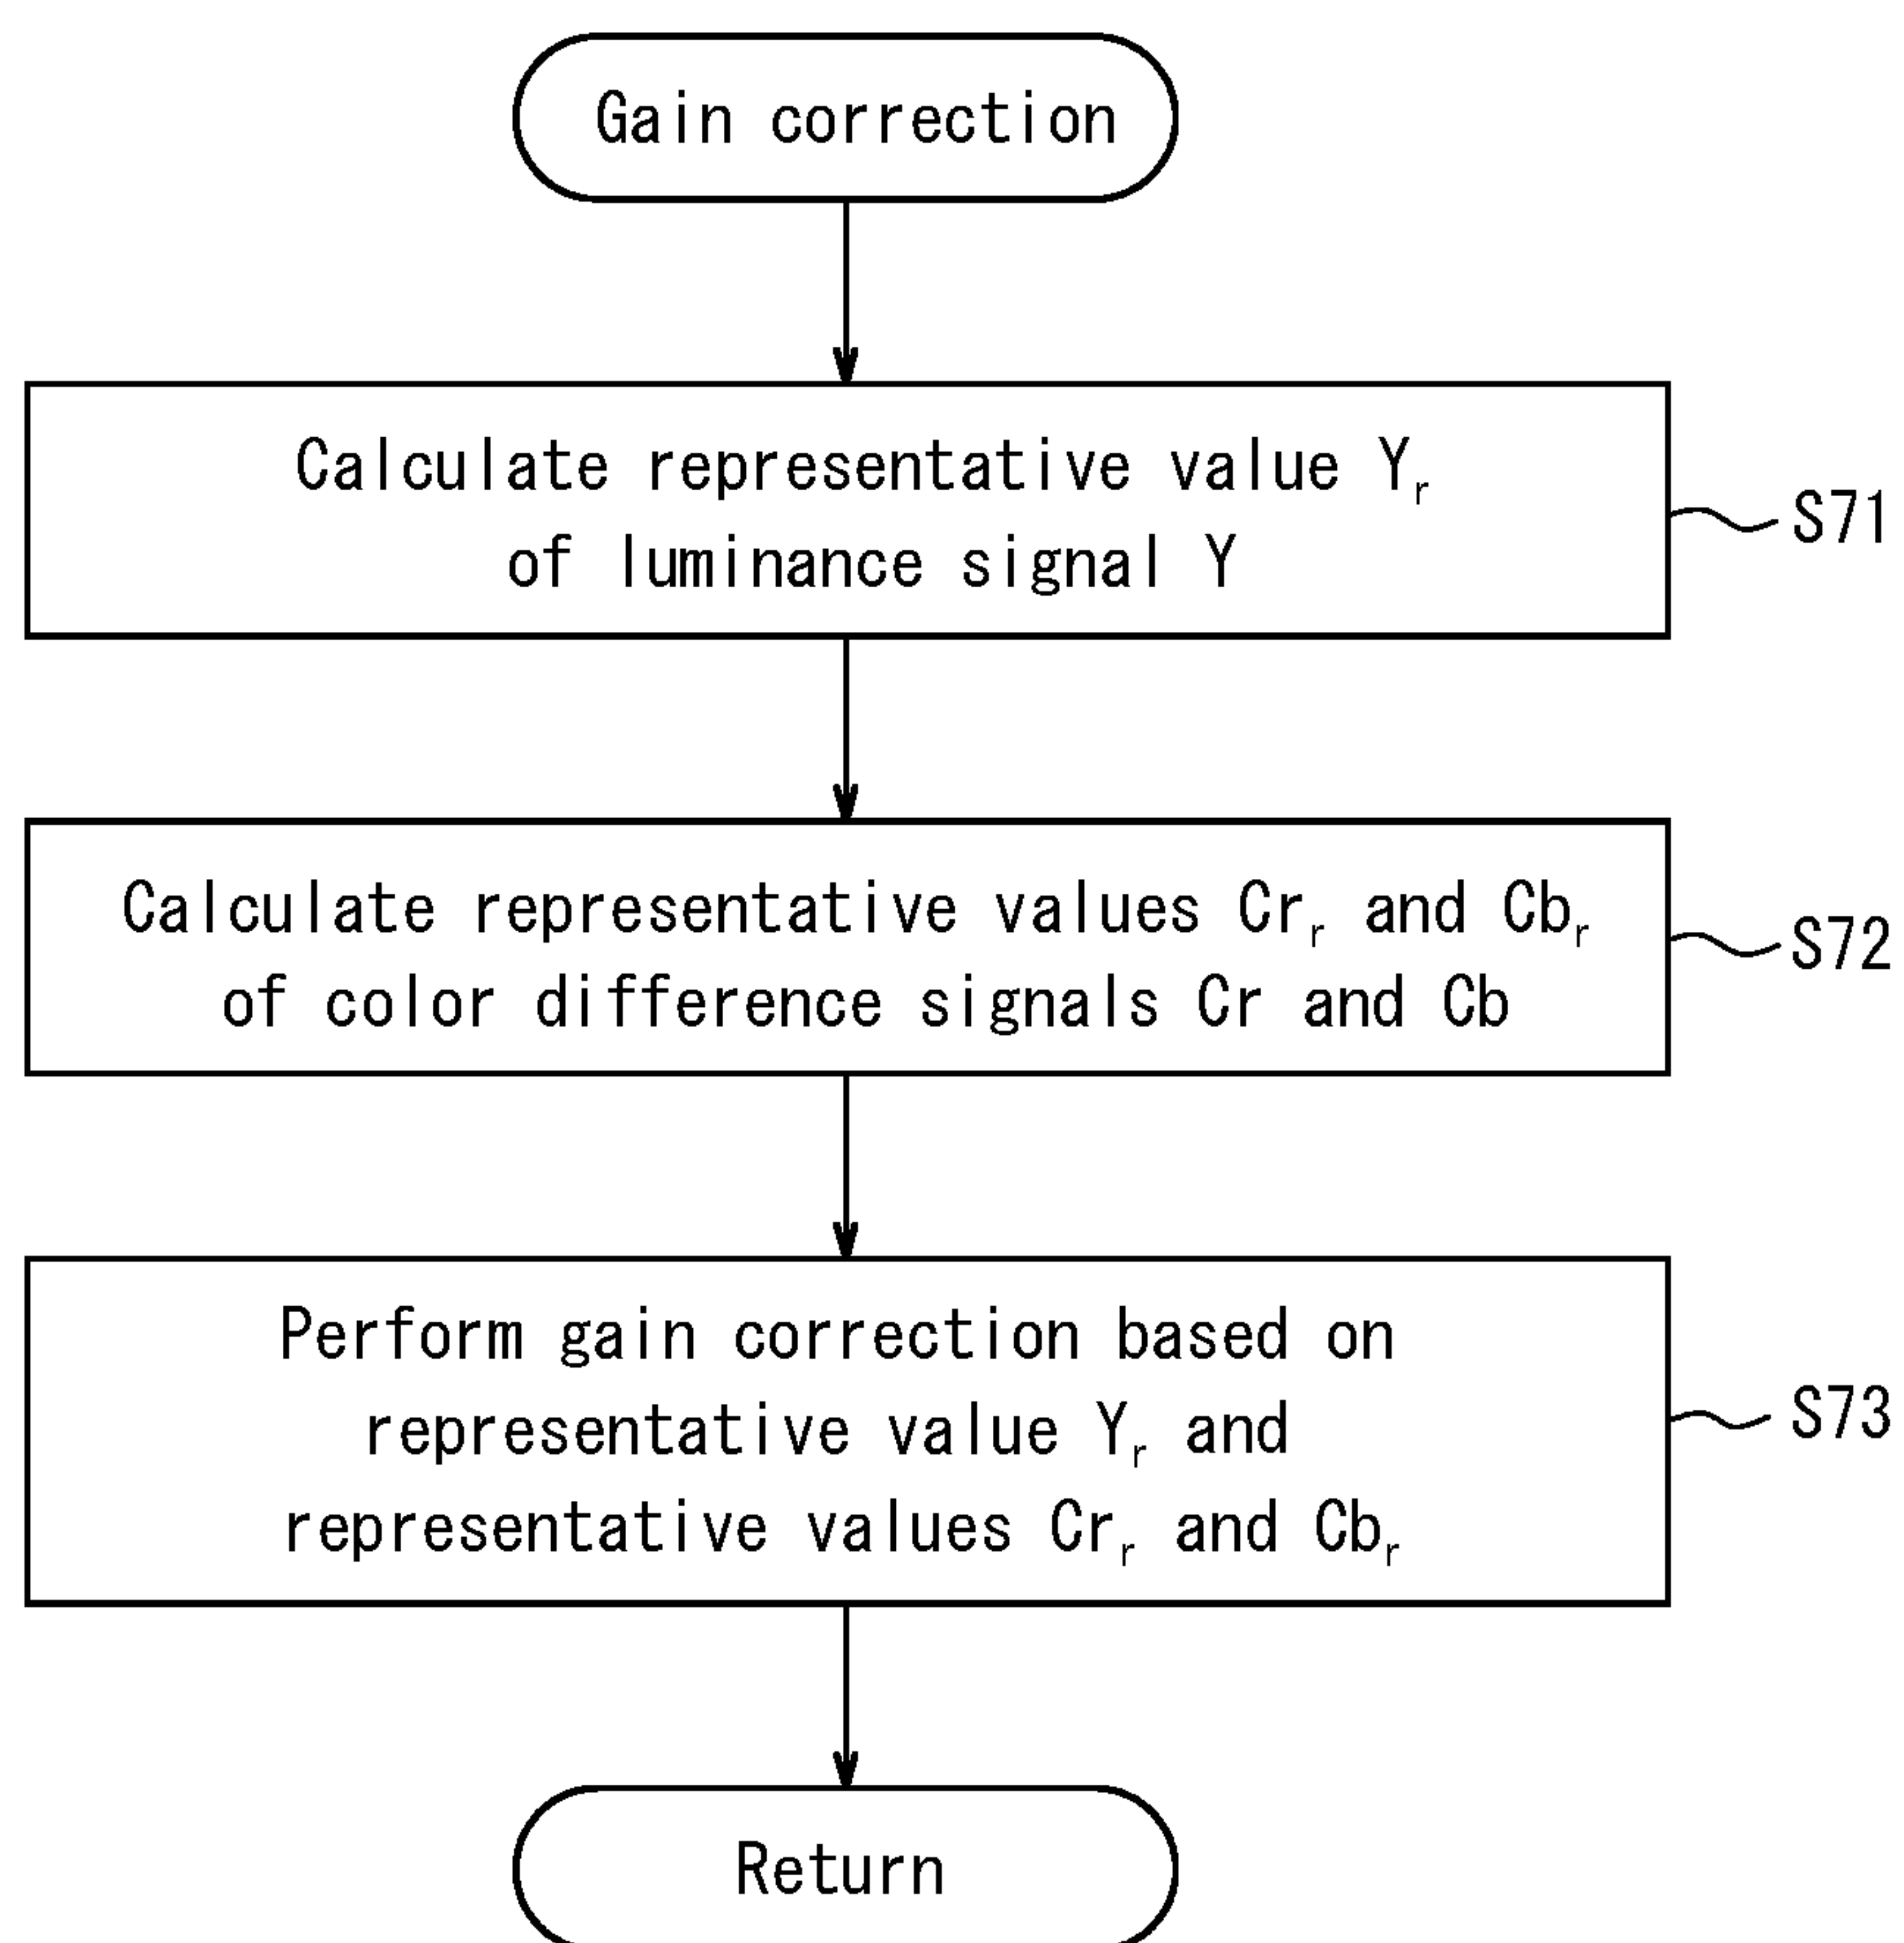 Gain correction
Calculate representative value Yᵣ
of luminance signal Y
S71
Calculate representative values Crᵣ and Cbᵣ
of color difference signals Cr and Cb
S72
Perform gain correction based on
representative value Yᵣ and
representative values Crᵣ and Cbᵣ
S73
Return